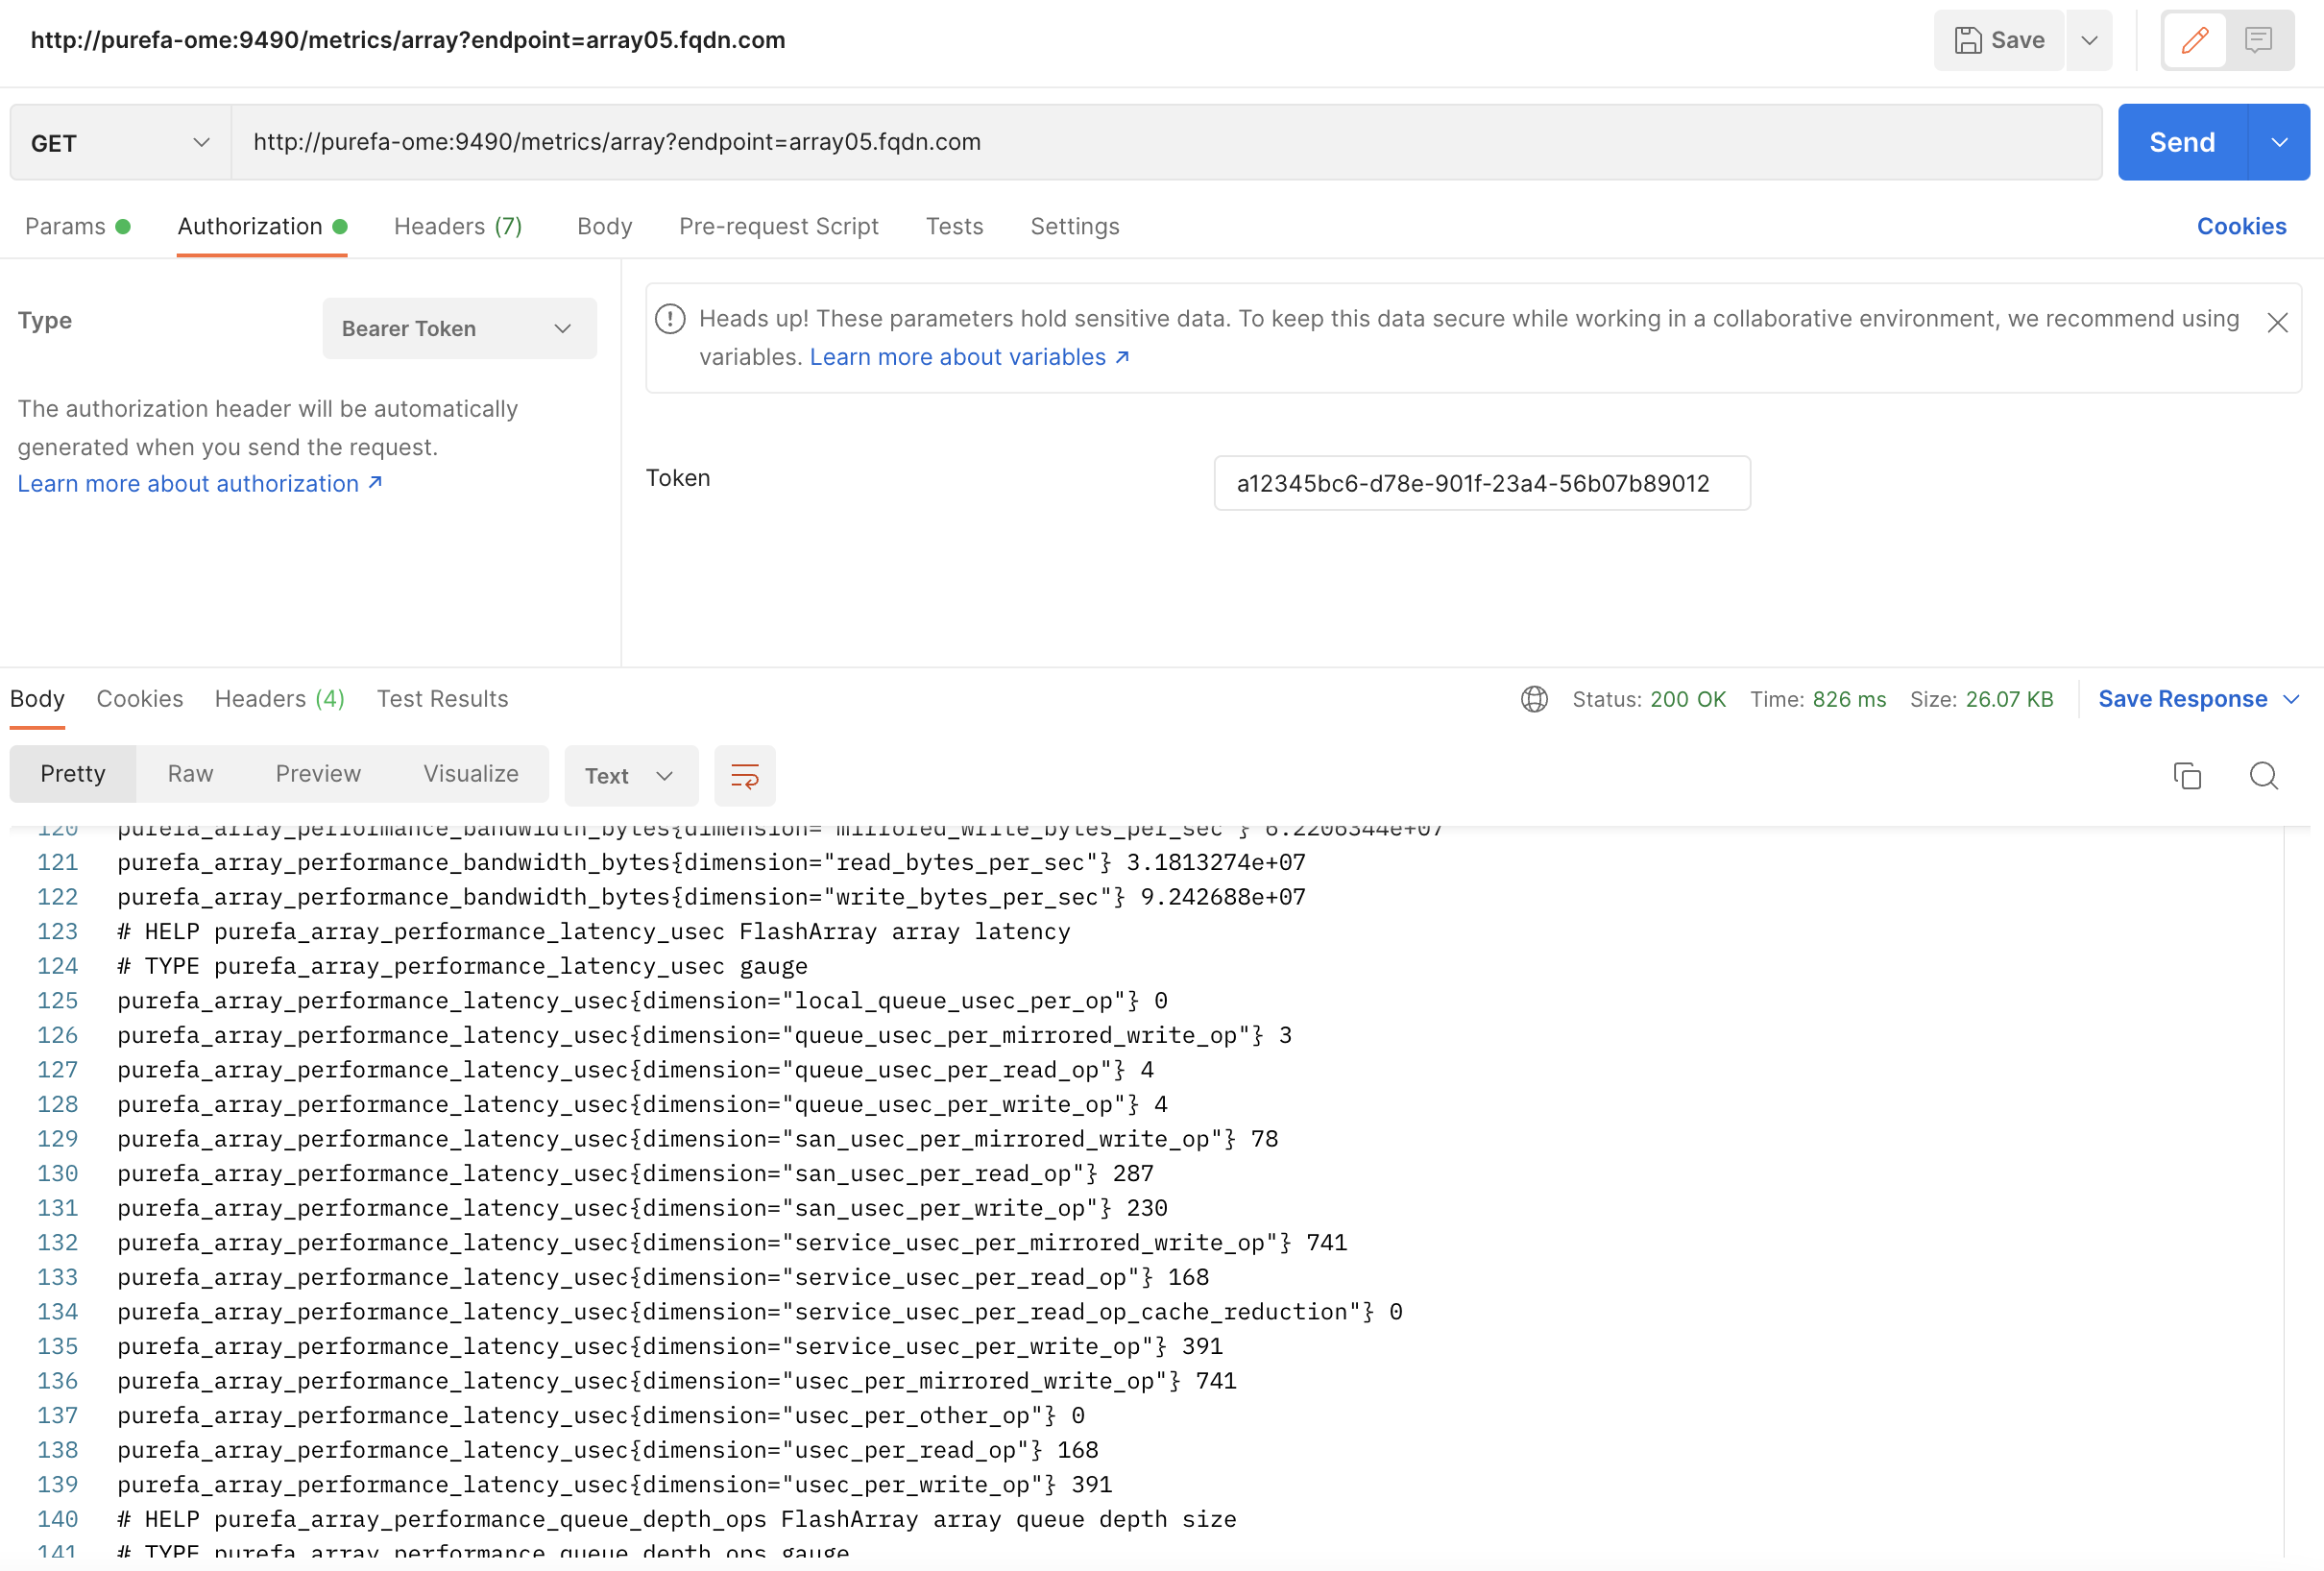 http://purefa-ome:9490/metrics/array?endpoint=array05.fqdn.com
Save
GET
http://purefa-ome:9490/metrics/array?endpoint=array05.fqdn.com
Send
Params
Authorization
Headers (7)
Body
Pre-request Script
Tests
Settings
Cookies
Type
Bearer Token
The authorization header will be automatically
generated when you send the request.
Learn more about authorization ↗
Heads up! These parameters hold sensitive data. To keep this data secure while working in a collaborative environment, we recommend using
variables. Learn more about variables ↗
Token
a12345bc6-d78e-901f-23a4-56b07b89012
Body
Cookies
Headers (4)
Test Results
Status: 200 OK
Time: 826 ms
Size: 26.07 KB
Save Response
Pretty
Raw
Preview
Visualize
Text
120 purefa_array_performance_bandwidth_bytes{dimension="mirrored_write_bytes_per_sec"} 6.2206344e+07
121 purefa_array_performance_bandwidth_bytes{dimension="read_bytes_per_sec"} 3.1813274e+07
122 purefa_array_performance_bandwidth_bytes{dimension="write_bytes_per_sec"} 9.242688e+07
123 # HELP purefa_array_performance_latency_usec FlashArray array latency
124 # TYPE purefa_array_performance_latency_usec gauge
125 purefa_array_performance_latency_usec{dimension="local_queue_usec_per_op"} 0
126 purefa_array_performance_latency_usec{dimension="queue_usec_per_mirrored_write_op"} 3
127 purefa_array_performance_latency_usec{dimension="queue_usec_per_read_op"} 4
128 purefa_array_performance_latency_usec{dimension="queue_usec_per_write_op"} 4
129 purefa_array_performance_latency_usec{dimension="san_usec_per_mirrored_write_op"} 78
130 purefa_array_performance_latency_usec{dimension="san_usec_per_read_op"} 287
131 purefa_array_performance_latency_usec{dimension="san_usec_per_write_op"} 230
132 purefa_array_performance_latency_usec{dimension="service_usec_per_mirrored_write_op"} 741
133 purefa_array_performance_latency_usec{dimension="service_usec_per_read_op"} 168
134 purefa_array_performance_latency_usec{dimension="service_usec_per_read_op_cache_reduction"} 0
135 purefa_array_performance_latency_usec{dimension="service_usec_per_write_op"} 391
136 purefa_array_performance_latency_usec{dimension="usec_per_mirrored_write_op"} 741
137 purefa_array_performance_latency_usec{dimension="usec_per_other_op"} 0
138 purefa_array_performance_latency_usec{dimension="usec_per_read_op"} 168
139 purefa_array_performance_latency_usec{dimension="usec_per_write_op"} 391
140 # HELP purefa_array_performance_queue_depth_ops FlashArray array queue depth size
141 # TYPE purefa_array_performance_queue_depth_ops gauge